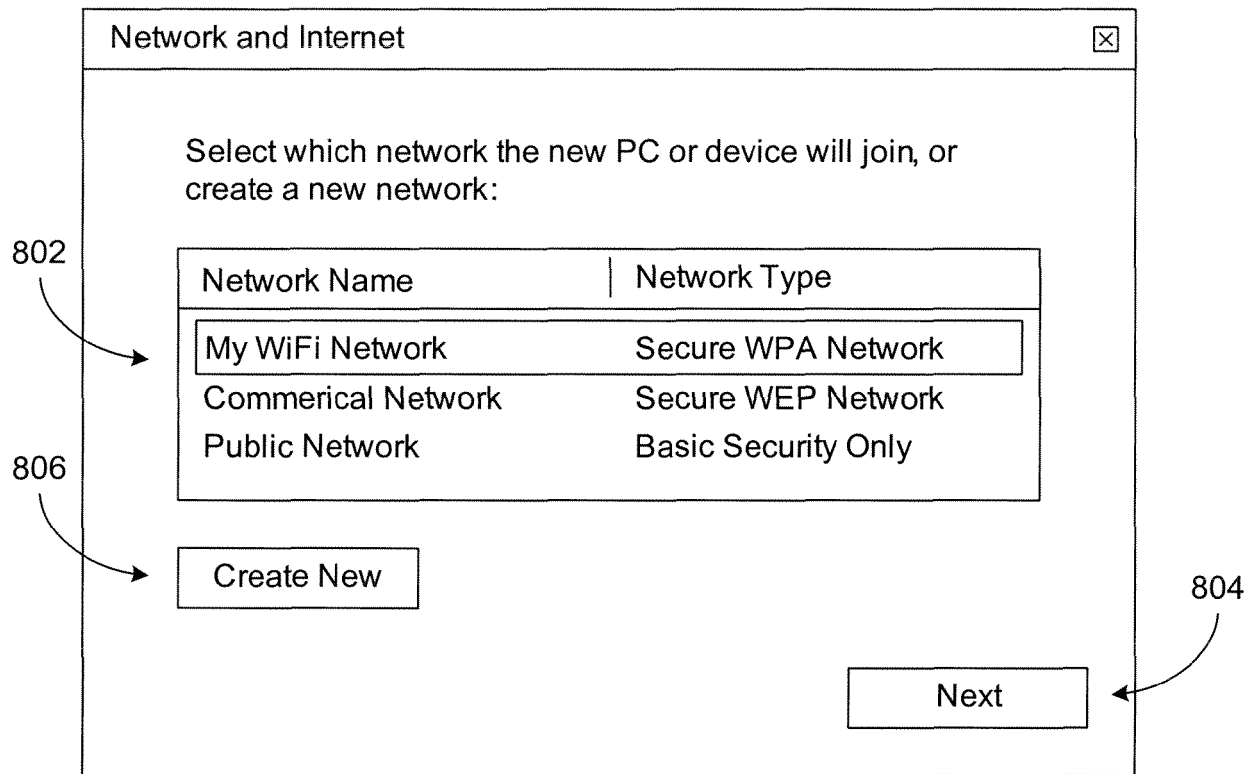 Network and Internet
Select which network the new PC or device will join, or
create a new network:
802
Network Name | Network Type
My WiFi Network Secure WPA Network
Commerical Network Secure WEP Network
Public Network Basic Security Only
806
Create New
804
Next